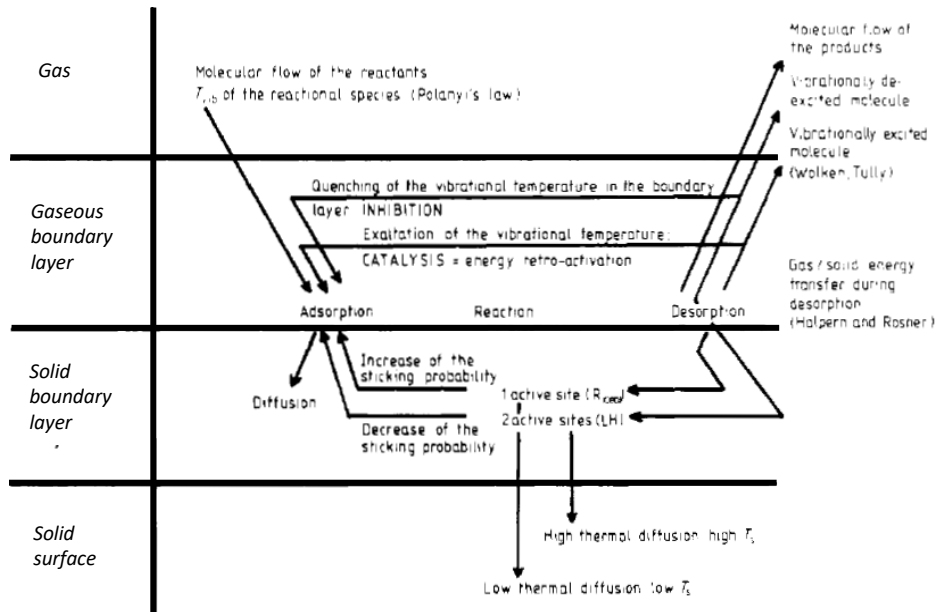 Gas
Molecular flow of the reactants
T_vib of the reactional species (Polanyi's law)
Molecular flow of
the products
Vibrationally de-
excited molecule
Vibrationally excited
molecule
(Wolken, Tully)
Gaseous
boundary
layer
Quenching of the vibrational temperature in the boundary
layer INHIBITION
Exaltation of the vibrational temperature:
CATALYSIS = energy retro-activation
Gas/solid energy
transfer during
desorption
(Halpern and Rosner)
Adsorption
Reaction
Desorption
Solid
boundary
layer
Increase of the
sticking probability
Diffusion
1 active site (R
2 active sites (LH)
Decrease of the
sticking probability
Solid
surface
High thermal diffusion high T_s
Low thermal diffusion low T_s